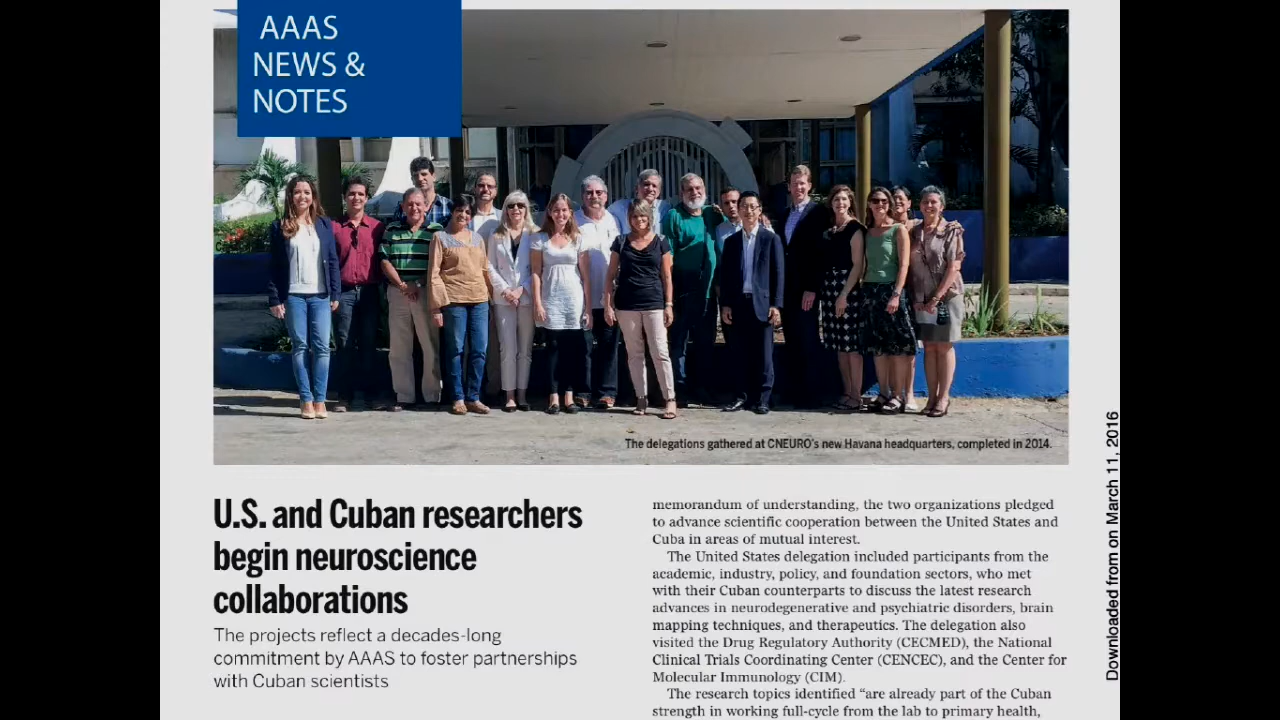 AAAS
NEWS &
NOTES
The delegations gathered at CNEURO's new Havana headquarters, completed in 2014.
U.S. and Cuban researchers
begin neuroscience
collaborations
The projects reflect a decades-long
commitment by AAAS to foster partnerships
with Cuban scientists
memorandum of understanding, the two organizations pledged
to advance scientific cooperation between the United States and
Cuba in areas of mutual interest.
The United States delegation included participants from the
academic, industry, policy, and foundation sectors, who met
with their Cuban counterparts to discuss the latest research
advances in neurodegenerative and psychiatric disorders, brain
mapping techniques, and therapeutics. The delegation also
visited the Drug Regulatory Authority (CECMED), the National
Clinical Trials Coordinating Center (CENCEC), and the Center for
Molecular Immunology (CIM).
The research topics identified “are already part of the Cuban
strength in working full-cycle from the lab to primary health,
Downloaded from on March 11, 2016